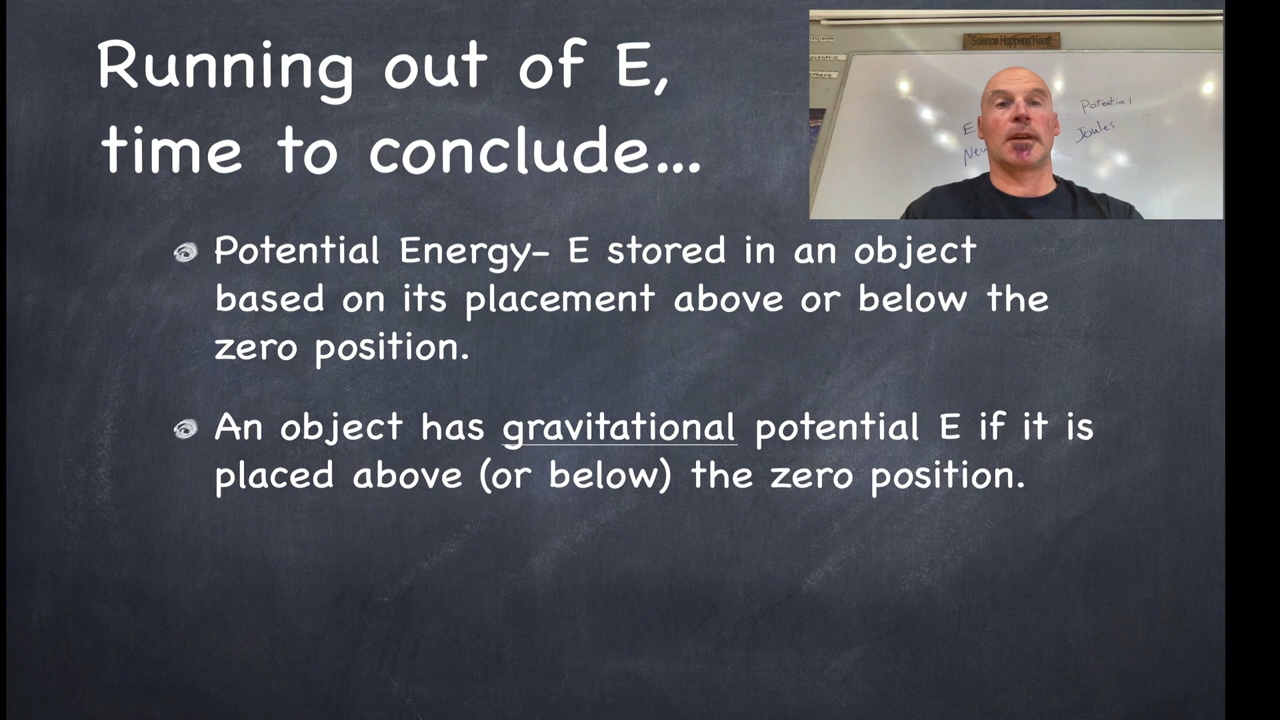 Running out of E,
time to conclude...
"Science Happens Here!"
Potential
Joules
Potential Energy– E stored in an object
based on its placement above or below the
zero position.
An object has gravitational potential E if it is
placed above (or below) the zero position.